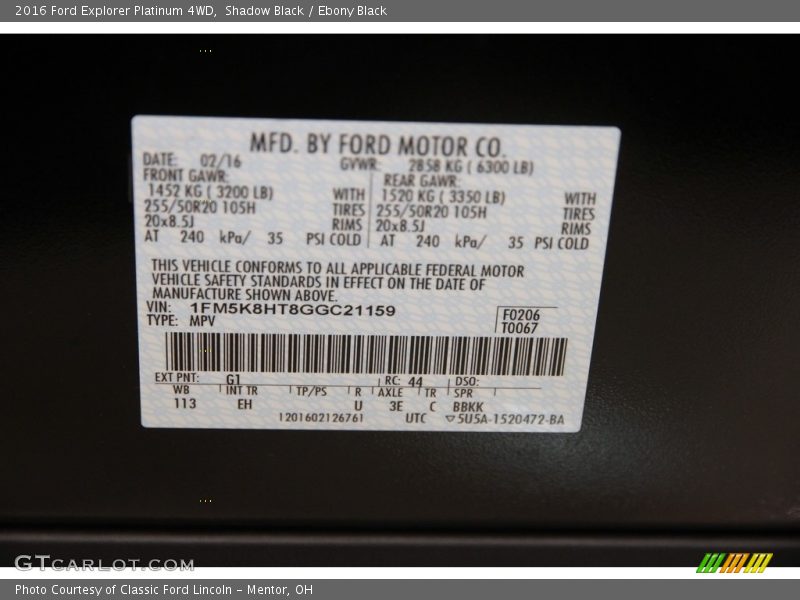 2016 Ford Explorer Platinum 4WD,  Shadow Black / Ebony Black
MFD. BY FORD MOTOR CO.
DATE: 02/16 GVWR: 2858 KG ( 6300 LB)
FRONT GAWR: REAR GAWR:
1452 KG ( 3200 LB) WITH 1520 KG ( 3350 LB) WITH
255/50R20 105H TIRES 255/50R20 105H TIRES
20x8.5J RIMS 20x8.5J RIMS
AT 240 kPa/ 35 PSI COLD AT 240 kPa/ 35 PSI COLD
THIS VEHICLE CONFORMS TO ALL APPLICABLE FEDERAL MOTOR
VEHICLE SAFETY STANDARDS IN EFFECT ON THE DATE OF
MANUFACTURE SHOWN ABOVE.
VIN: 1FM5K8HT8GGC21159 F0206
TYPE: MPV T0067
EXT PNT: G1 RC: 44 DSO:
WB INT TR TP/PS R AXLE TR SPR
113 EH U 3E C BBKK
1201602126761 UTC ▽5U5A-1520472-BA
GTCARLOT.COM
Photo Courtesy of Classic Ford Lincoln - Mentor, OH